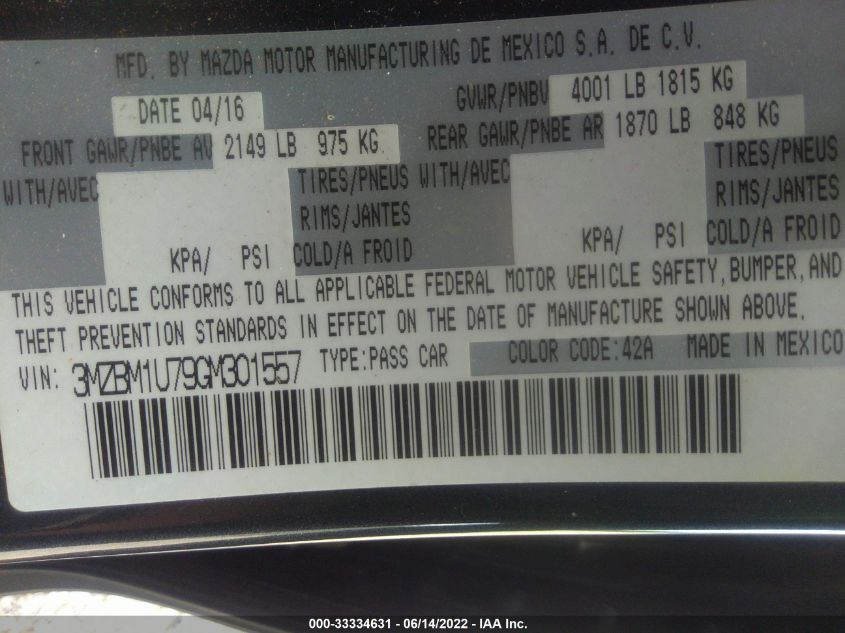 MFD. BY MAZDA MOTOR MANUFACTURING DE MEXICO S.A. DE C.V.
DATE 04/16 GVWR/PNBV 4001 LB 1815 KG
FRONT GAWR/PNBE AV 2149 LB 975 KG REAR GAWR/PNBE AR 1870 LB 848 KG
WITH/AVEC TIRES/PNEUS WITH/AVEC TIRES/PNEUS
RIMS/JANTES RIMS/JANTES
KPA/ PSI COLD/A FROID KPA/ PSI COLD/A FROID
THIS VEHICLE CONFORMS TO ALL APPLICABLE FEDERAL MOTOR VEHICLE SAFETY, BUMPER, AND
THEFT PREVENTION STANDARDS IN EFFECT ON THE DATE OF MANUFACTURE SHOWN ABOVE.
VIN: 3MZBM1U79GM301557 TYPE:PASS CAR COLOR CODE:42A MADE IN MEXICO
000-33334631 - 06/14/2022 - IAA Inc.